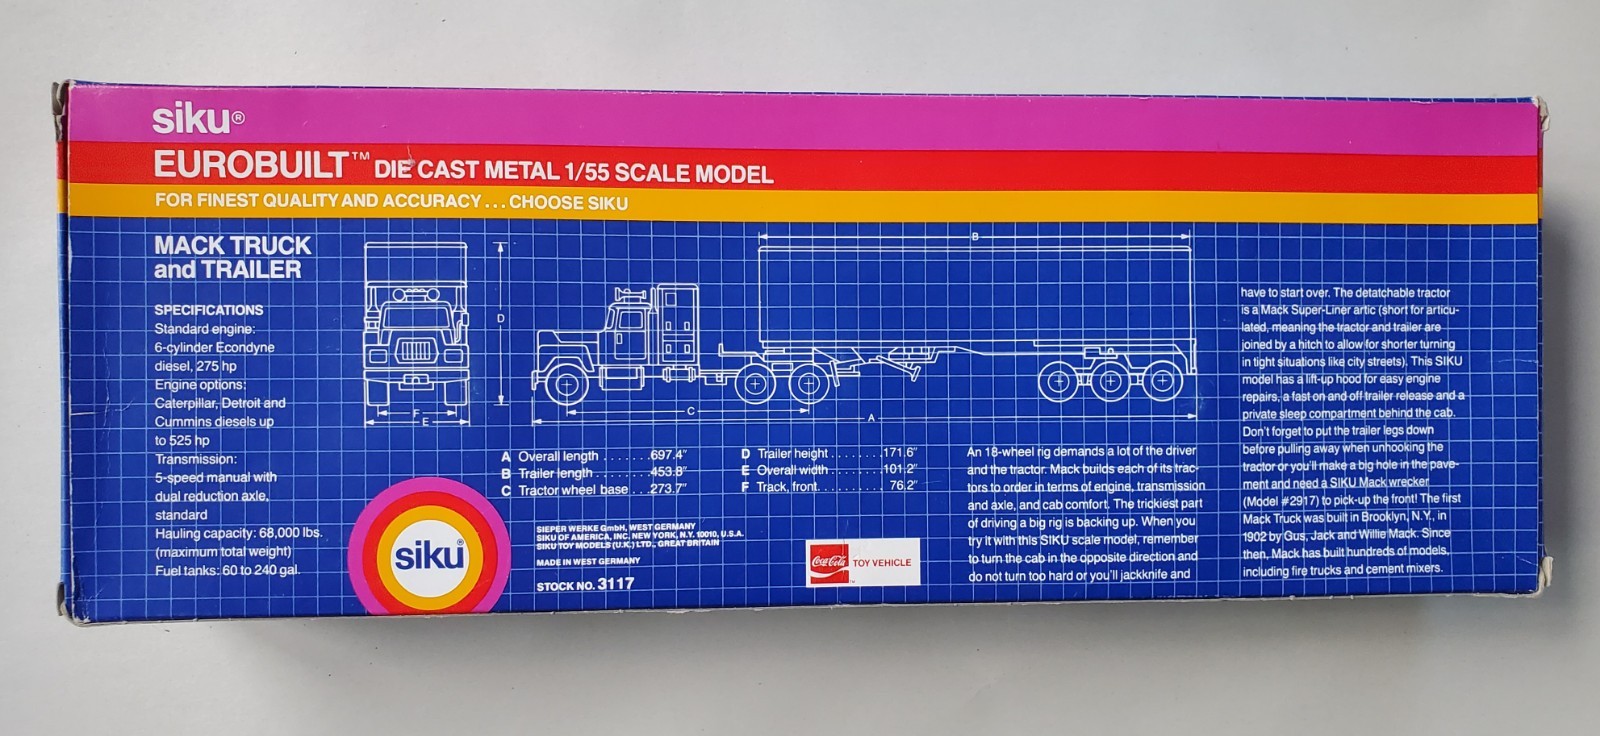 siku®
EUROBUILT™ DIE CAST METAL 1/55 SCALE MODEL
FOR FINEST QUALITY AND ACCURACY...CHOOSE SIKU
MACK TRUCK
and TRAILER
SPECIFICATIONS
Standard engine:
6-cylinder Econdyne
diesel, 275 hp
Engine options:
Caterpillar, Detroit and
Cummins diesels up
to 525 hp
Transmission:
5-speed manual with
dual reduction axle,
standard
Hauling capacity: 68,000 lbs.
(maximum total weight)
Fuel tanks: 60 to 240 gal.
F
E
D
B
C
A
A Overall length .......697.4"
B Trailer length ........453.8"
C Tractor wheel base ...273.7"
D Trailer height ........171.6"
E Overall width ........101.2"
F Track, front.......... 76.2"
siku®
SIEPER WERKE GmbH, WEST GERMANY
SIKU OF AMERICA, INC. NEW YORK, N.Y. 10010, U.S.A.
SIKU TOY MODELS (U.K.) LTD., GREAT BRITAIN
MADE IN WEST GERMANY
STOCK NO. 3117
Coca-Cola TOY VEHICLE
An 18-wheel rig demands a lot of the driver
and the tractor. Mack builds each of its trac-
tors to order in terms of engine, transmission
and axle, and cab comfort. The trickiest part
of driving a big rig is backing up. When you
try it with this SIKU scale model, remember
to turn the cab in the opposite direction and
do not turn too hard or you'll jackknife and
have to start over. The detatchable tractor
is a Mack Super-Liner artic (short for articu-
lated, meaning the tractor and trailer are
joined by a hitch to allow for shorter turning
in tight situations like city streets). This SIKU
model has a lift-up hood for easy engine
repairs, a fast on and off trailer release and a
private sleep compartment behind the cab.
Don't forget to put the trailer legs down
before pulling away when unhooking the
tractor or you'll make a big hole in the pave-
ment and need a SIKU Mack wrecker
(Model #2917) to pick-up the front! The first
Mack Truck was built in Brooklyn, N.Y., in
1902 by Gus, Jack and Willie Mack. Since
then, Mack has built hundreds of models,
including fire trucks and cement mixers.